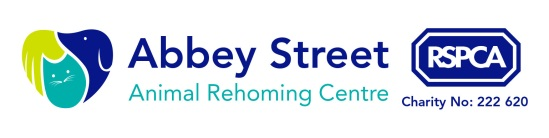 Abbey Street
Animal Rehoming Centre
RSPCA
Charity No: 222 620